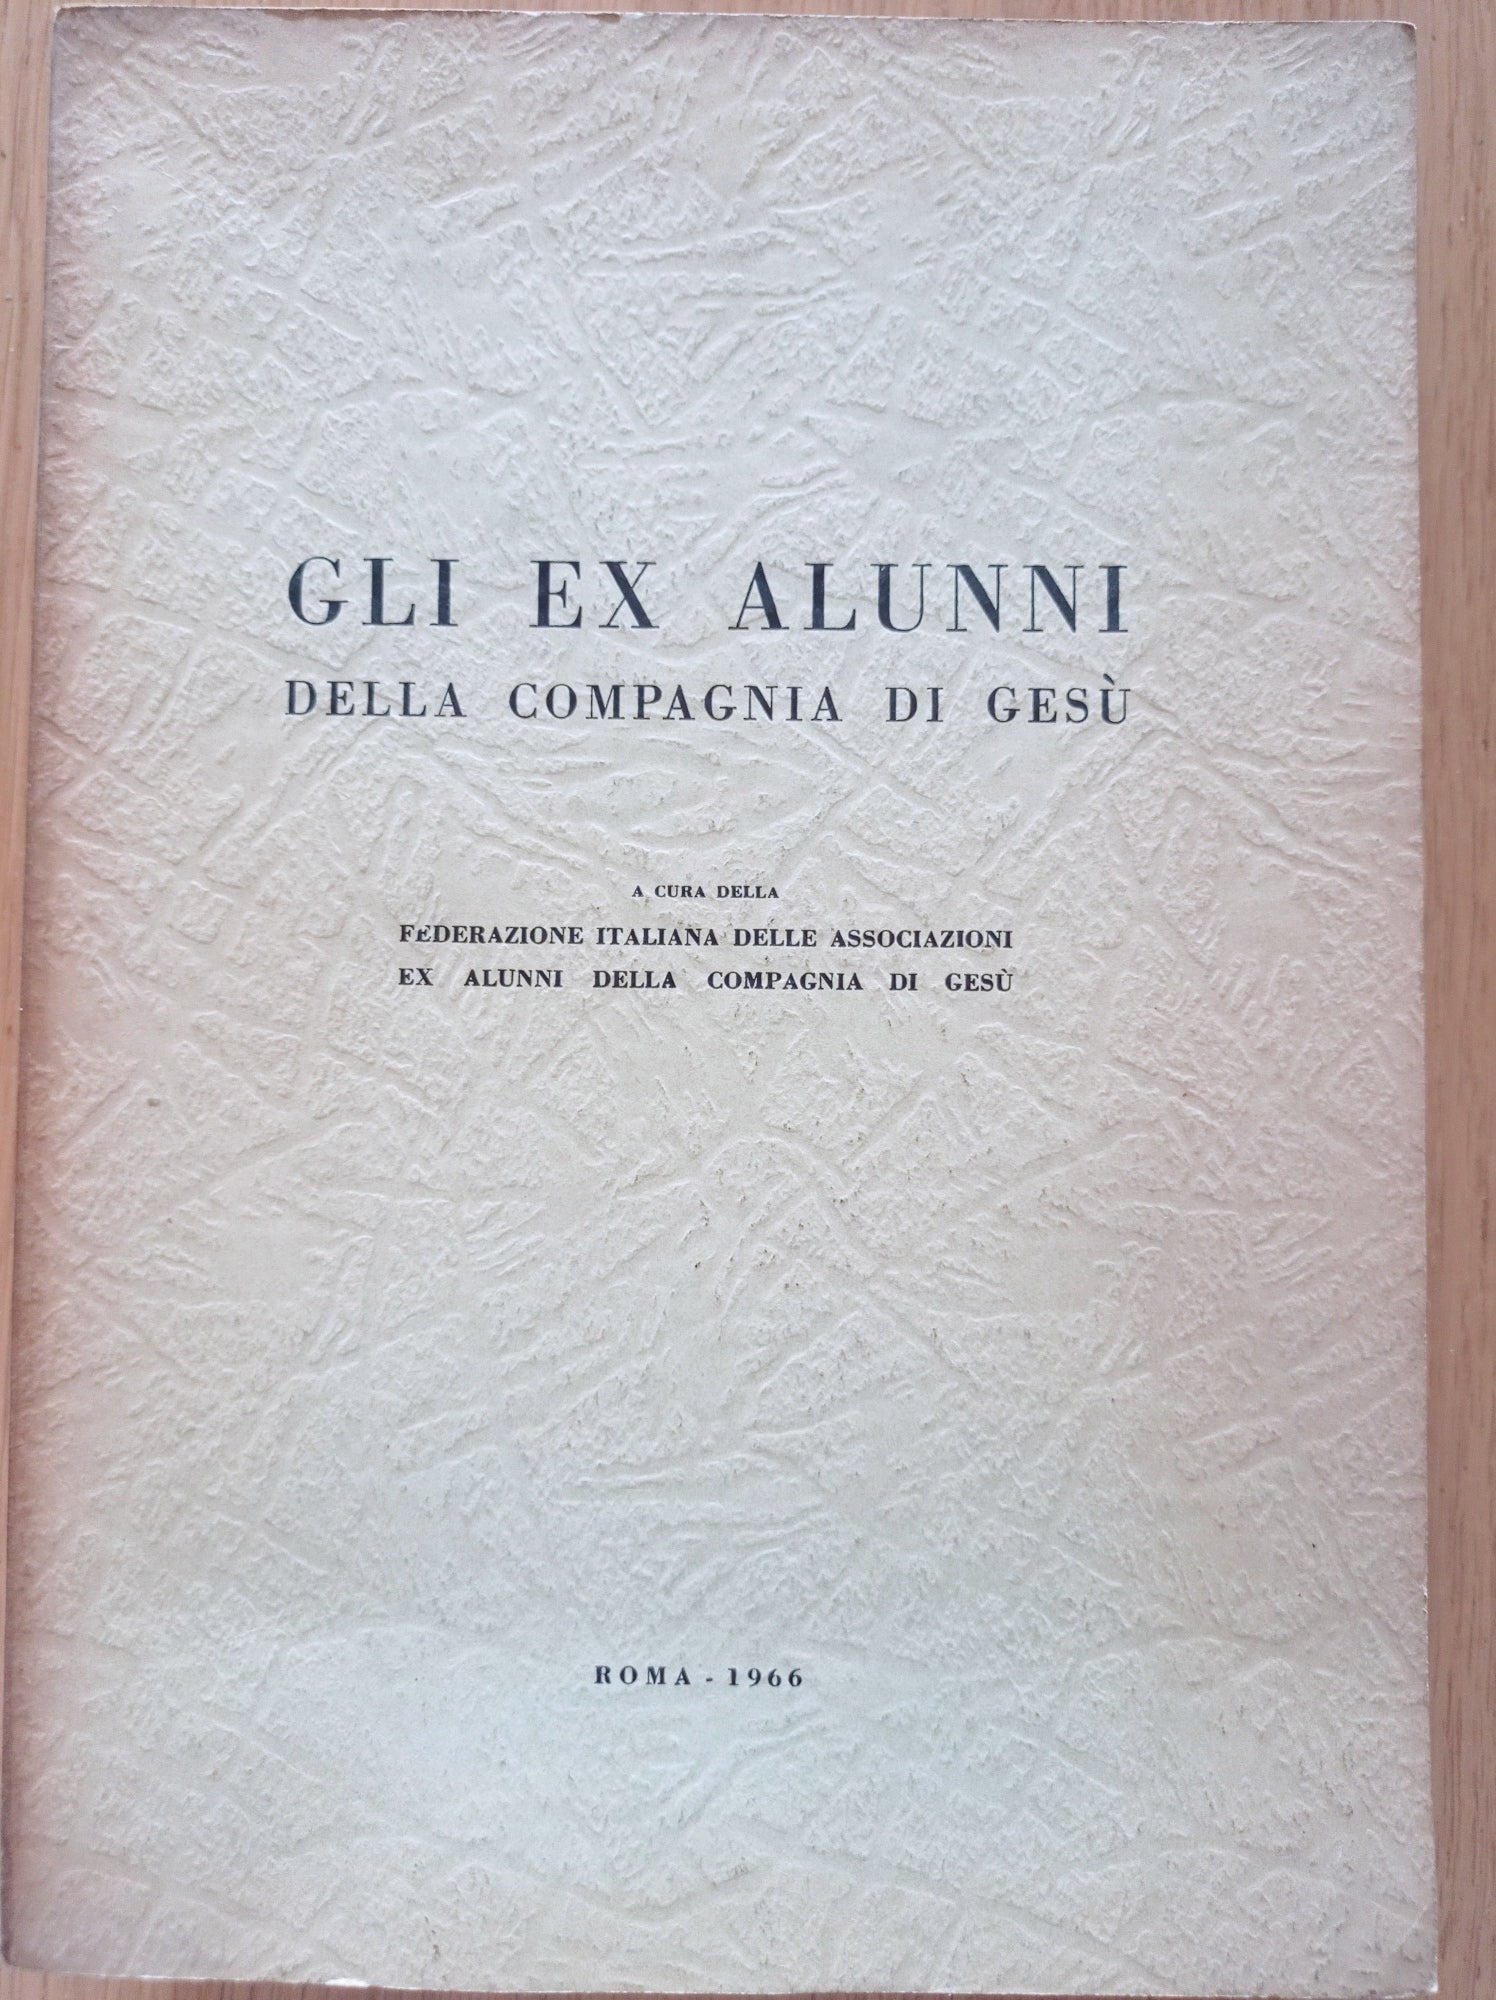 GLI EX ALUNNI
DELLA COMPAGNIA DI GESÙ
A CURA DELLA
FEDERAZIONE ITALIANA DELLE ASSOCIAZIONI
EX ALUNNI DELLA COMPAGNIA DI GESÙ
ROMA - 1966